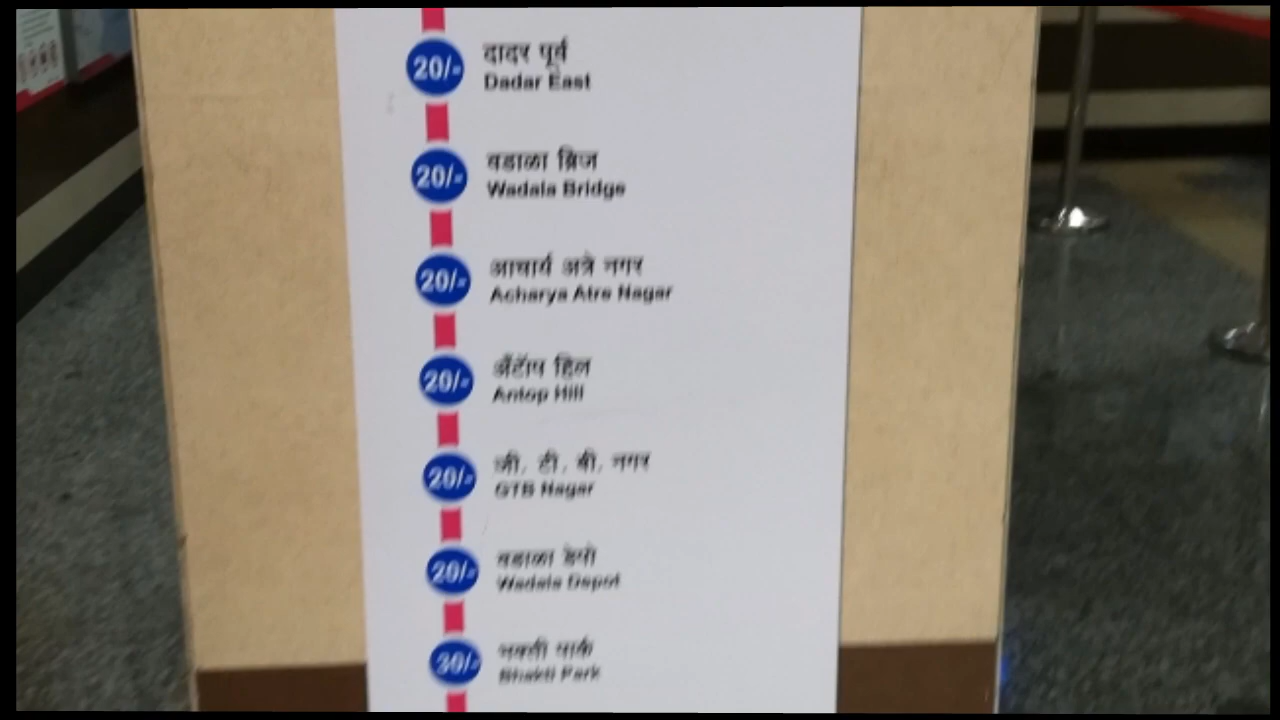 20/-
दादर पूर्व
Dadar East
20/-
वडाळा ब्रिज
Wadala Bridge
20/-
आचार्य अत्रे नगर
Acharya Atre Nagar
20/-
अँटॉप हिल
Antop Hill
20/-
जी. टी. बी. नगर
GTB Nagar
20/-
वडाळा डेपो
Wadala Depot
30/-
भक्ती पार्क
Bhakti Park